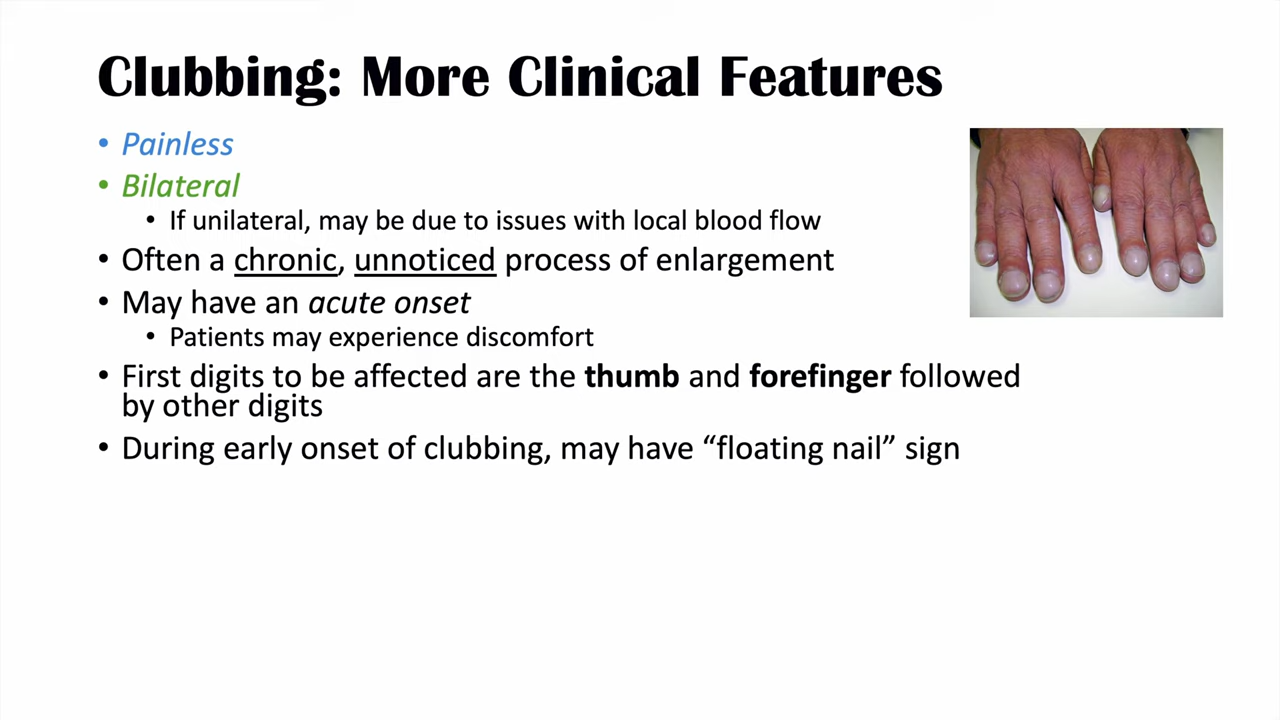 Clubbing: More Clinical Features
• Painless
• Bilateral
• If unilateral, may be due to issues with local blood flow
• Often a chronic, unnoticed process of enlargement
• May have an acute onset
• Patients may experience discomfort
• First digits to be affected are the thumb and forefinger followed
by other digits
• During early onset of clubbing, may have “floating nail” sign